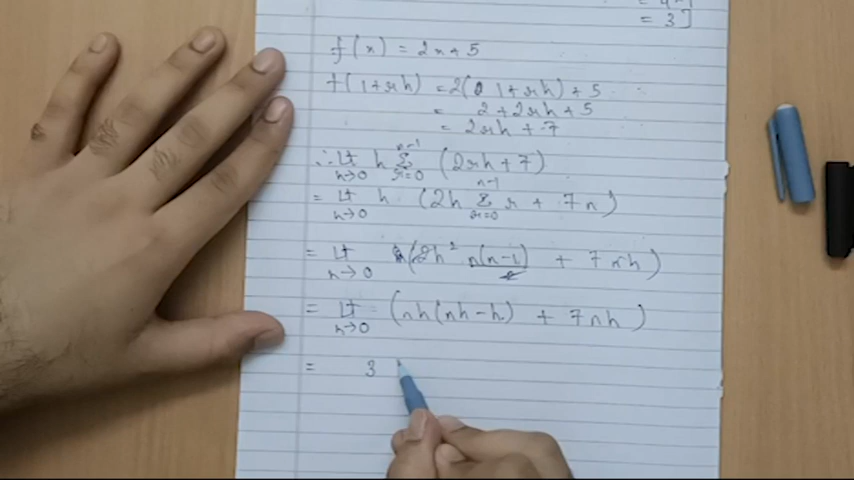 = 4-1
= 3]
f(x) = 2x+5
f(1+rh) = 2(1+rh)+5
= 2+2rh+5
= 2rh+7
∴ Lt h→0 h Σ r=0 n-1 (2rh+7)
= Lt h→0 h (2h Σ r=0 n-1 r + 7n)
= Lt h→0 (2h² n(n-1)/2 + 7nh)
= Lt h→0 (nh(nh-h) + 7nh)
= 3